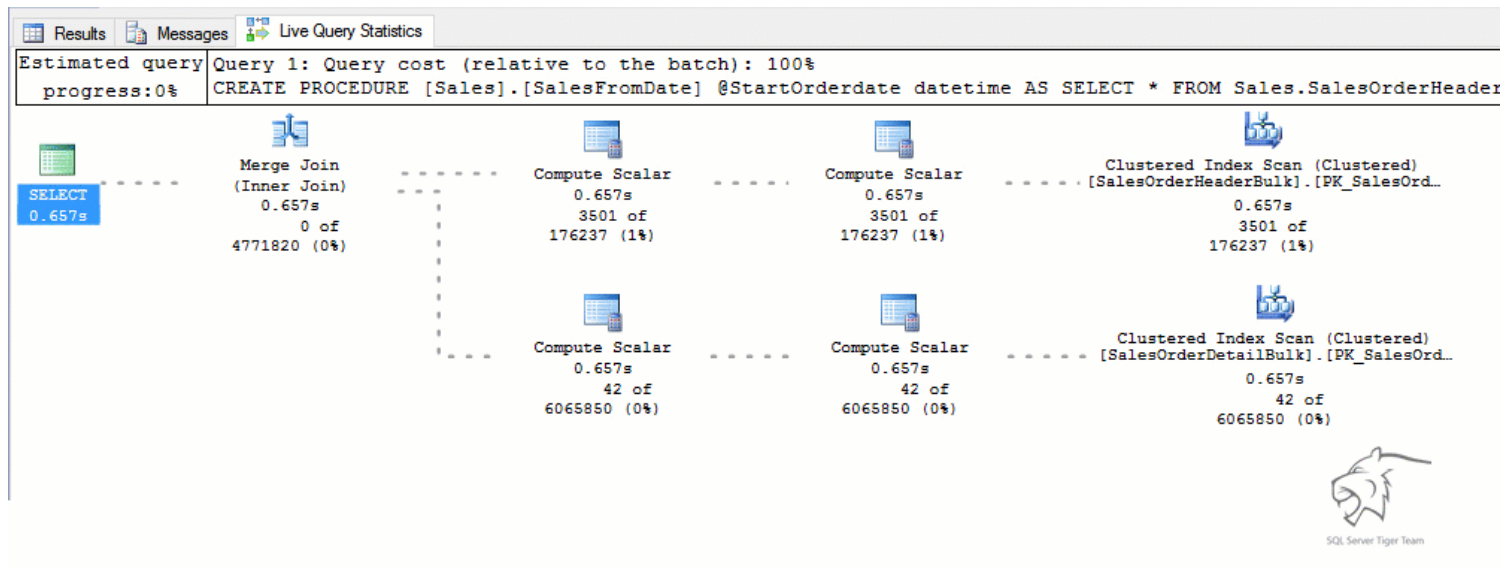 Results Messages Live Query Statistics
Estimated query
progress:0%
Query 1: Query cost (relative to the batch): 100%
CREATE PROCEDURE [Sales].[SalesFromDate] @StartOrderdate datetime AS SELECT * FROM Sales.SalesOrderHeader
SELECT
0.657s
Merge Join
(Inner Join)
0.657s
0 of
4771820 (0%)
Compute Scalar
0.657s
3501 of
176237 (1%)
Compute Scalar
0.657s
3501 of
176237 (1%)
Clustered Index Scan (Clustered)
[SalesOrderHeaderBulk].[PK_SalesOrd…
0.657s
3501 of
176237 (1%)
Compute Scalar
0.657s
42 of
6065850 (0%)
Compute Scalar
0.657s
42 of
6065850 (0%)
Clustered Index Scan (Clustered)
[SalesOrderDetailBulk].[PK_SalesOrd…
0.657s
42 of
6065850 (0%)
SQL Server Tiger Team